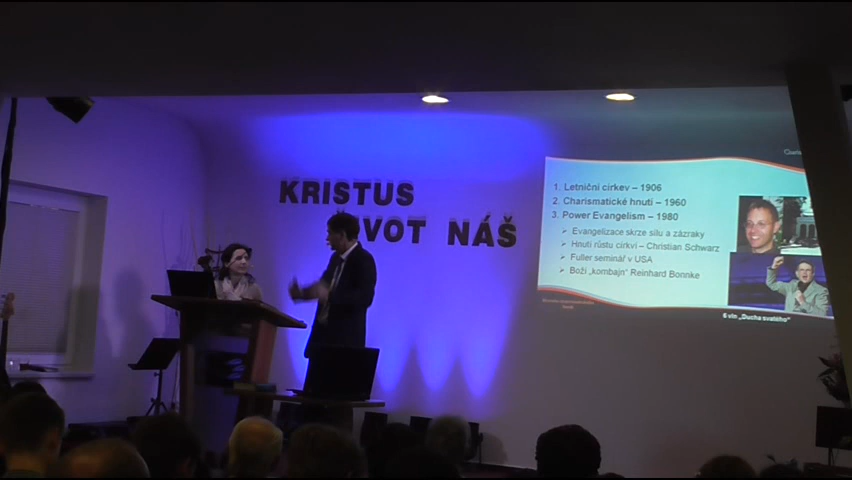 KRISTUS
VOT NÁŠ
1. Letniční církev – 1906
2. Charismatické hnutí – 1960
3. Power Evangelism – 1980
Evangelizace skrze sílu a zázraky
Hnutí růstu církví – Christian Schwarz
Fuller seminář v USA
Boží „kombajn“ Reinhard Bonnke
6 vln „Ducha svatého“